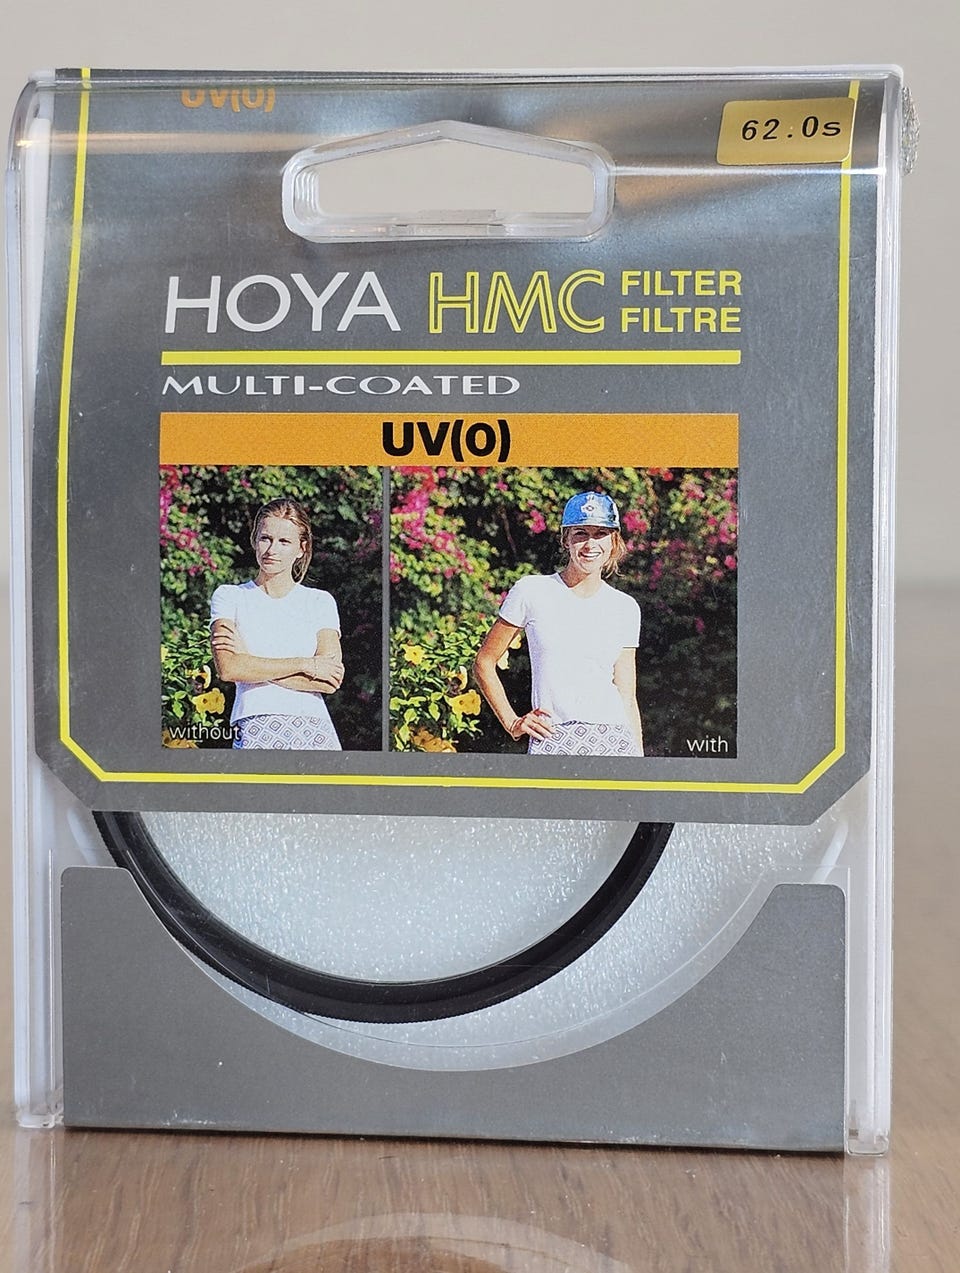 UV(0)
62.0s
HOYA HMC FILTER
FILTRE
MULTI-COATED
UV(0)
without
with